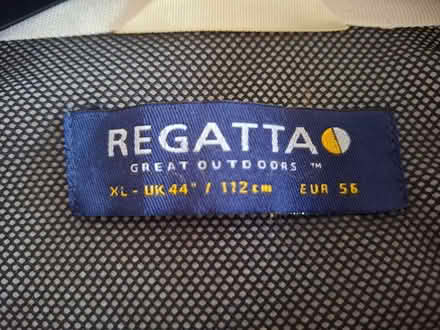 REGATTA
GREAT OUTDOORS ™
XL - UK 44" / 112 cm EUR 56